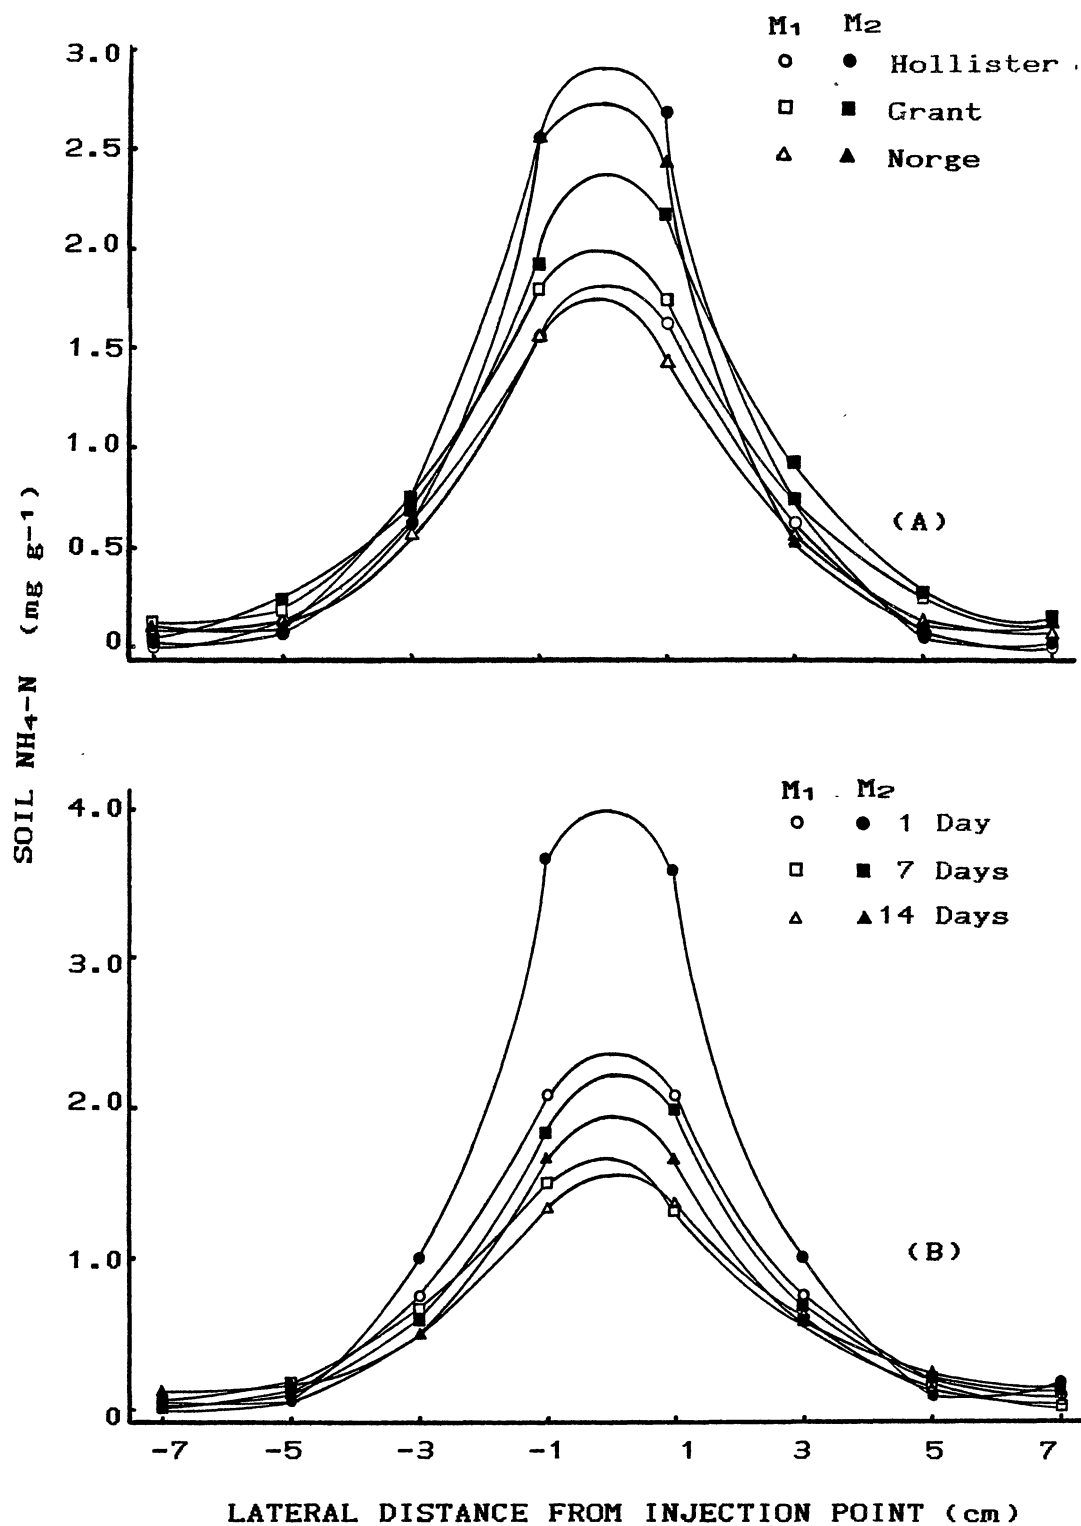 M1 M2
Hollister
Grant
Norge
3.0
2.5
2.0
1.5
1.0
0.5
0
(A)
SOIL NH4-N (mg g-1)
M1 M2
1 Day
7 Days
14 Days
4.0
3.0
2.0
1.0
0
(B)
-7 -5 -3 -1 1 3 5 7
LATERAL DISTANCE FROM INJECTION POINT (cm)